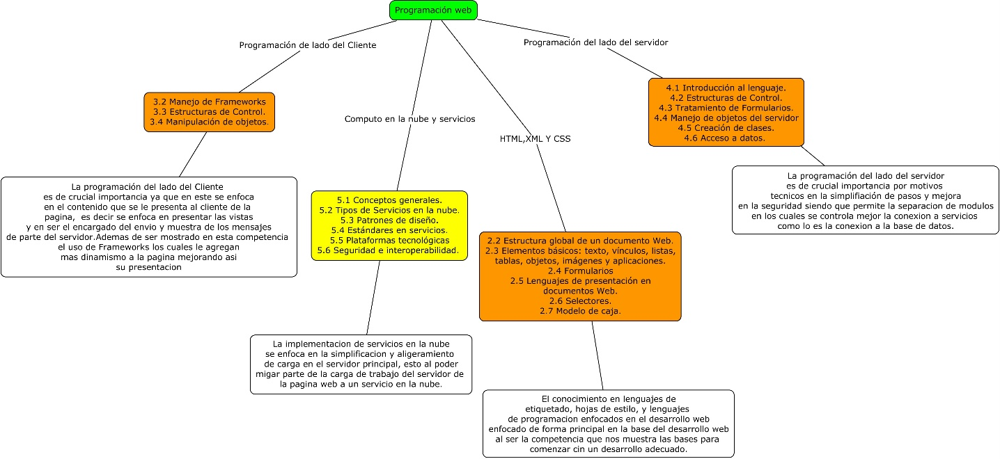 Programación web
Programación de lado del Cliente
3.2 Manejo de Frameworks
3.3 Estructuras de Control.
3.4 Manipulación de objetos.
La programación del lado del Cliente
es de crucial importancia ya que en este se enfoca
en el contenido que se le presenta al cliente de la
pagina, es decir se enfoca en presentar las vistas
y en ser el encargado del envio y muestra de los mensajes
de parte del servidor.Ademas de ser mostrado en esta competencia
el uso de Frameworks los cuales le agregan
mas dinamismo a la pagina mejorando asi
su presentacion
Computo en la nube y servicios
5.1 Conceptos generales.
5.2 Tipos de Servicios en la nube.
5.3 Patrones de diseño.
5.4 Estándares en servicios.
5.5 Plataformas tecnológicas
5.6 Seguridad e interoperabilidad.
La implementacion de servicios en la nube
se enfoca en la simplificacion y aligeramiento
de carga en el servidor principal, esto al poder
migar parte de la carga de trabajo del servidor de
la pagina web a un servicio en la nube.
HTML,XML Y CSS
2.2 Estructura global de un documento Web.
2.3 Elementos básicos: texto, vínculos, listas,
tablas, objetos, imágenes y aplicaciones.
2.4 Formularios
2.5 Lenguajes de presentación en
documentos Web.
2.6 Selectores.
2.7 Modelo de caja.
El conocimiento en lenguajes de
etiquetado, hojas de estilo, y lenguajes
de programacion enfocados en el desarrollo web
enfocado de forma principal en la base del desarrollo web
al ser la competencia que nos muestra las bases para
comenzar cin un desarrollo adecuado.
Programación del lado del servidor
4.1 Introducción al lenguaje.
4.2 Estructuras de Control.
4.3 Tratamiento de Formularios.
4.4 Manejo de objetos del servidor
4.5 Creación de clases.
4.6 Acceso a datos.
La programación del lado del servidor
es de crucial importancia por motivos
tecnicos en la simplifiación de pasos y mejora
en la seguridad siendo que permite la separacion de modulos
en los cuales se controla mejor la conexion a servicios
como lo es la conexion a la base de datos.